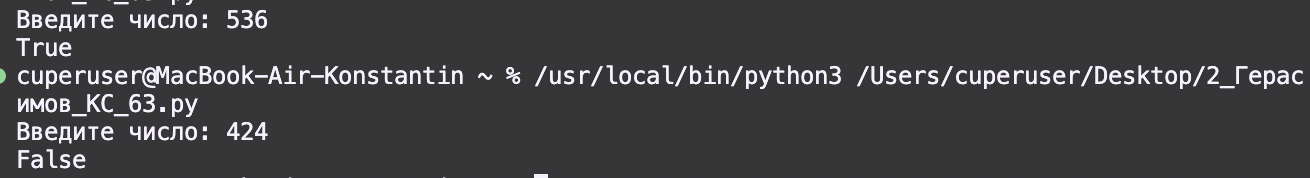 Введите число: 536
True
cuperuser@MacBook-Air-Konstantin ~ % /usr/local/bin/python3 /Users/cuperuser/Desktop/2_Герас
имов_КС_63.py
Введите число: 424
False